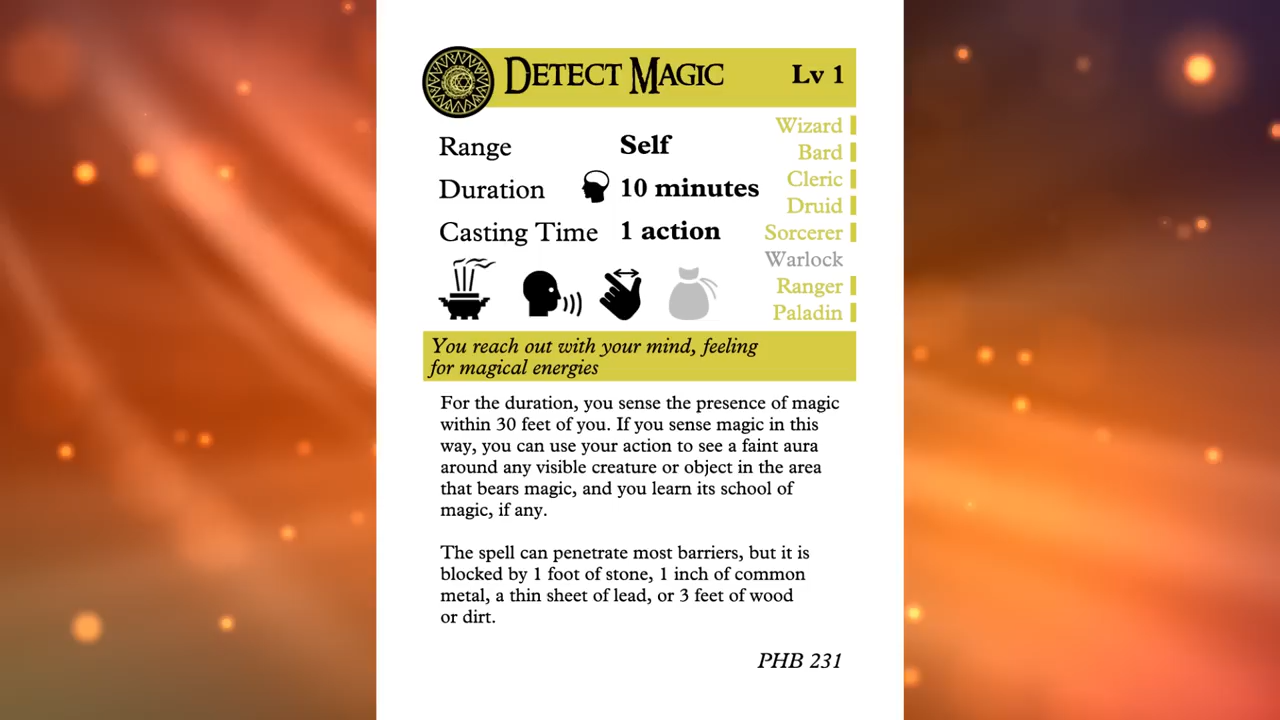 Detect Magic Lv 1
Wizard
Bard
Cleric
Druid
Sorcerer
Warlock
Ranger
Paladin
Range Self
Duration 10 minutes
Casting Time 1 action
You reach out with your mind, feeling
for magical energies
For the duration, you sense the presence of magic
within 30 feet of you. If you sense magic in this
way, you can use your action to see a faint aura
around any visible creature or object in the area
that bears magic, and you learn its school of
magic, if any.
The spell can penetrate most barriers, but it is
blocked by 1 foot of stone, 1 inch of common
metal, a thin sheet of lead, or 3 feet of wood
or dirt.
PHB 231